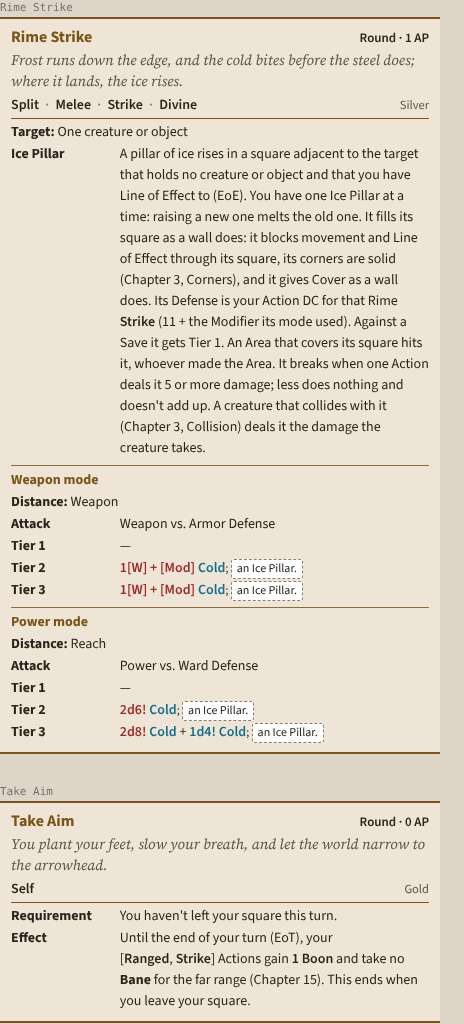 Rime Strike
Rime Strike Round · 1 AP
Frost runs down the edge, and the cold bites before the steel does;
where it lands, the ice rises.
Split · Melee · Strike · Divine Silver
Target: One creature or object
Ice Pillar A pillar of ice rises in a square adjacent to the target
that holds no creature or object and that you have
Line of Effect to (EoE). You have one Ice Pillar at a
time: raising a new one melts the old one. It fills its
square as a wall does: it blocks movement and Line
of Effect through its square, its corners are solid
(Chapter 3, Corners), and it gives Cover as a wall
does. Its Defense is your Action DC for that Rime
Strike (11 + the Modifier its mode used). Against a
Save it gets Tier 1. An Area that covers its square hits
it, whoever made the Area. It breaks when one Action
deals it 5 or more damage; less does nothing and
doesn't add up. A creature that collides with it
(Chapter 3, Collision) deals it the damage the
creature takes.
Weapon mode
Distance: Weapon
Attack Weapon vs. Armor Defense
Tier 1 —
Tier 2 1[W] + [Mod] Cold; an Ice Pillar.
Tier 3 1[W] + [Mod] Cold; an Ice Pillar.
Power mode
Distance: Reach
Attack Power vs. Ward Defense
Tier 1 —
Tier 2 2d6! Cold; an Ice Pillar.
Tier 3 2d8! Cold + 1d4! Cold; an Ice Pillar.
Take Aim
Take Aim Round · 0 AP
You plant your feet, slow your breath, and let the world narrow to
the arrowhead.
Self Gold
Requirement You haven't left your square this turn.
Effect Until the end of your turn (EoT), your
[Ranged, Strike] Actions gain 1 Boon and take no
Bane for the far range (Chapter 15). This ends when
you leave your square.